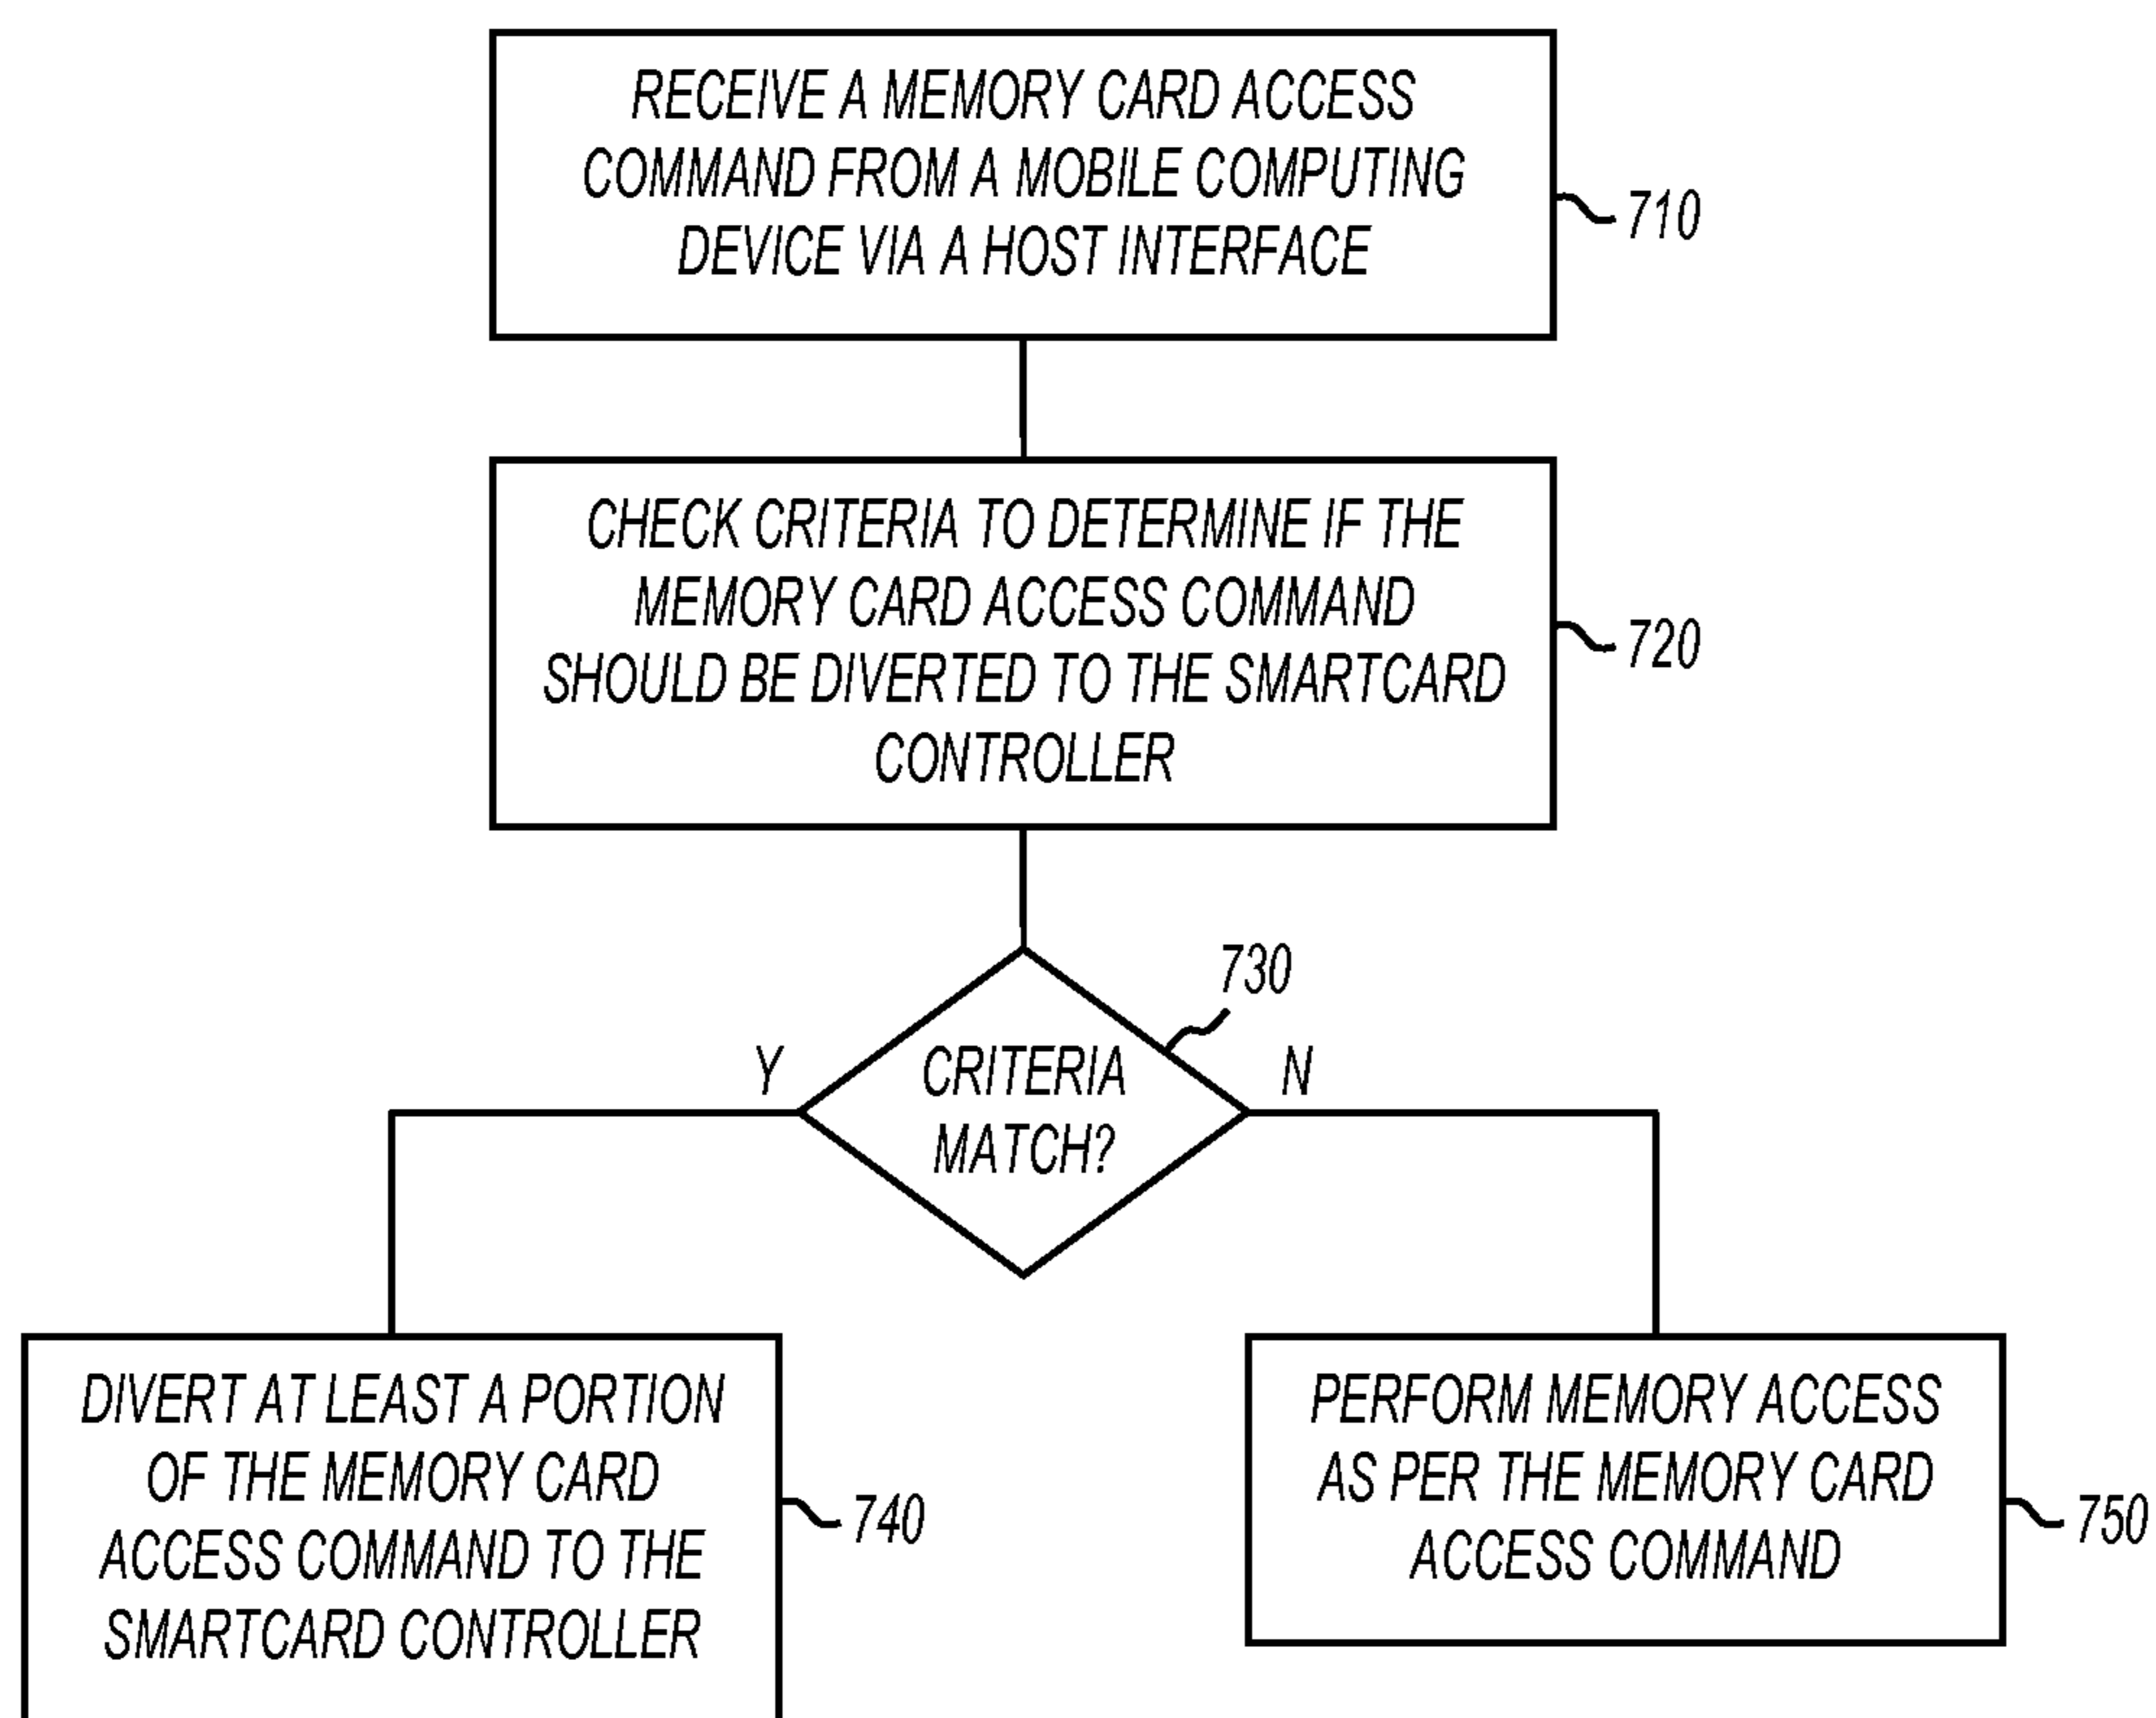 RECEIVE A MEMORY CARD ACCESS
COMMAND FROM A MOBILE COMPUTING
DEVICE VIA A HOST INTERFACE
710
CHECK CRITERIA TO DETERMINE IF THE
MEMORY CARD ACCESS COMMAND
SHOULD BE DIVERTED TO THE SMARTCARD
CONTROLLER
720
730
Y
CRITERIA
MATCH?
N
DIVERT AT LEAST A PORTION
OF THE MEMORY CARD
ACCESS COMMAND TO THE
SMARTCARD CONTROLLER
740
PERFORM MEMORY ACCESS
AS PER THE MEMORY CARD
ACCESS COMMAND
750